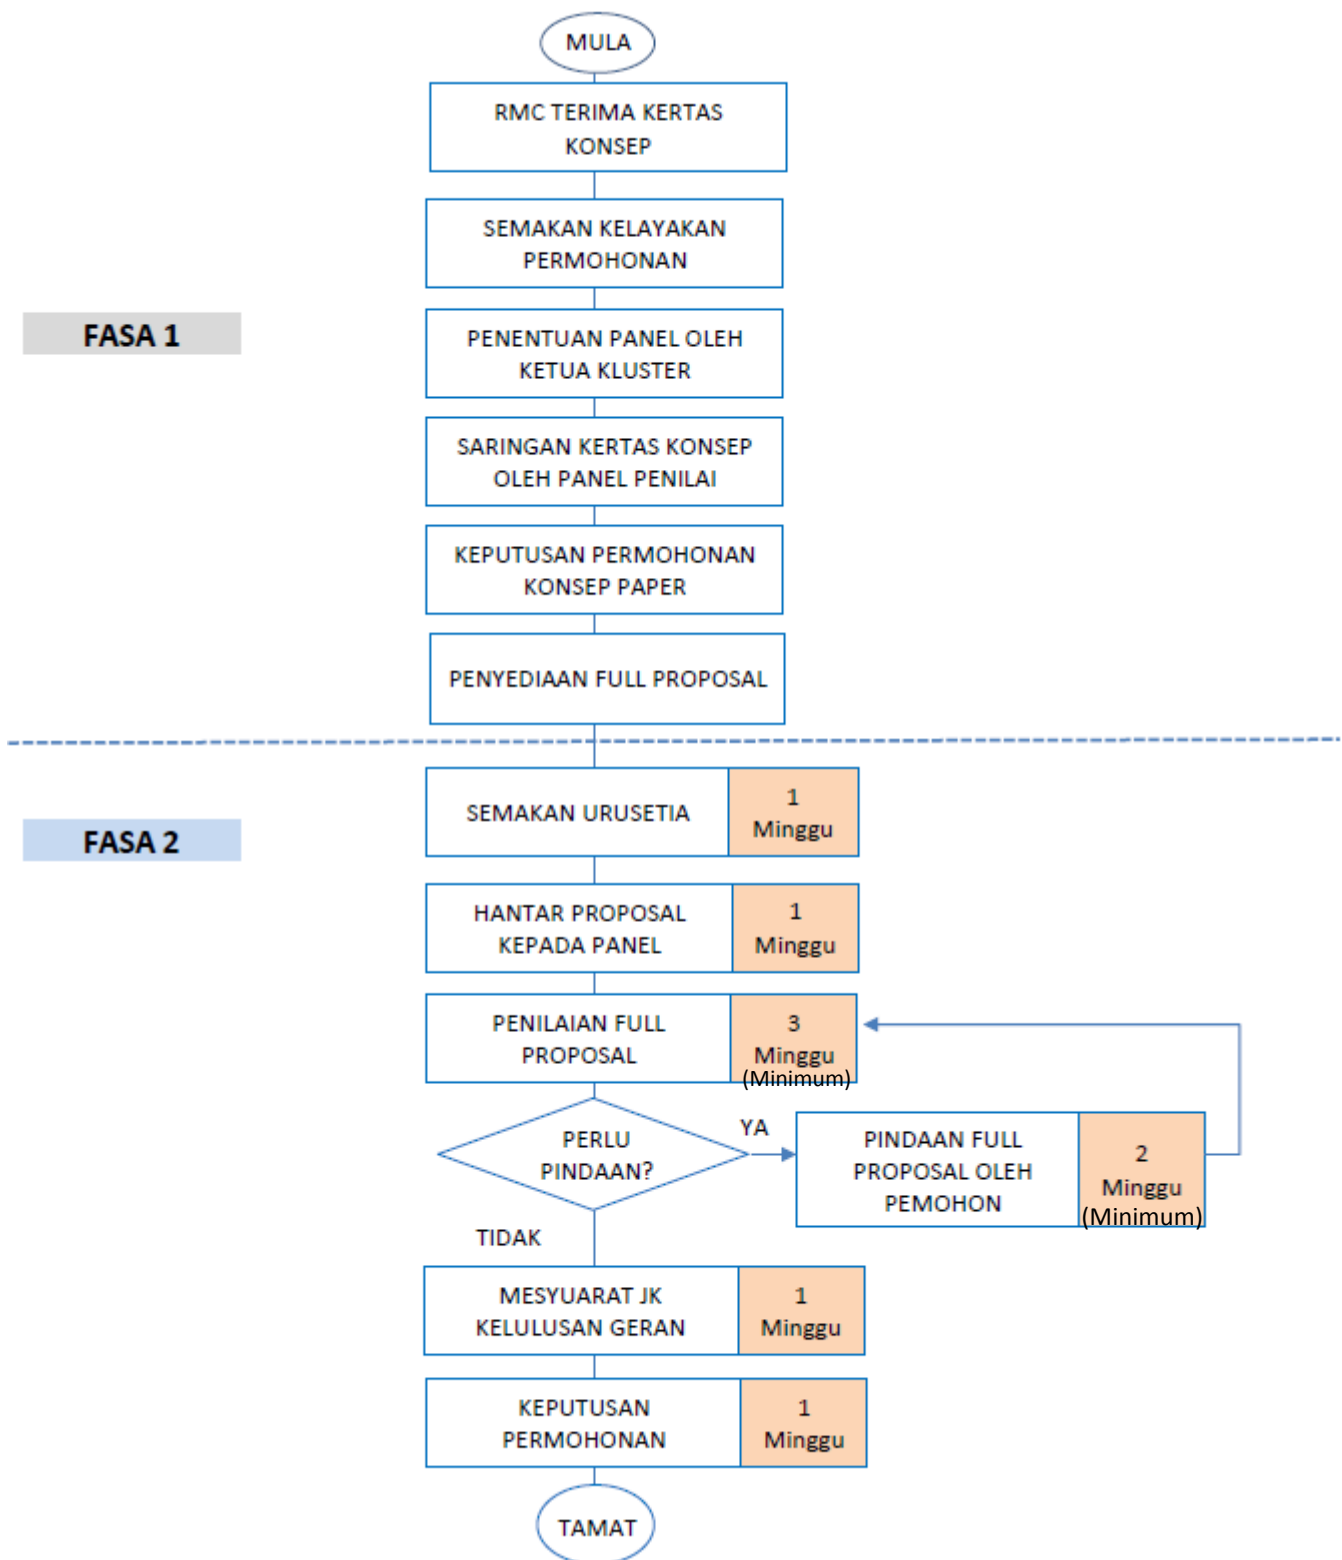 MULA
RMC TERIMA KERTAS
KONSEP
SEMAKAN KELAYAKAN
PERMOHONAN
FASA 1
PENENTUAN PANEL OLEH
KETUA KLUSTER
SARINGAN KERTAS KONSEP
OLEH PANEL PENILAI
KEPUTUSAN PERMOHONAN
KONSEP PAPER
PENYEDIAAN FULL PROPOSAL
FASA 2
SEMAKAN URUSETIA
1
Minggu
HANTAR PROPOSAL
KEPADA PANEL
1
Minggu
PENILAIAN FULL
PROPOSAL
3
Minggu
(Minimum)
PERLU
PINDAAN?
YA
PINDAAN FULL
PROPOSAL OLEH
PEMOHON
2
Minggu
(Minimum)
TIDAK
MESYUARAT JK
KELULUSAN GERAN
1
Minggu
KEPUTUSAN
PERMOHONAN
1
Minggu
TAMAT